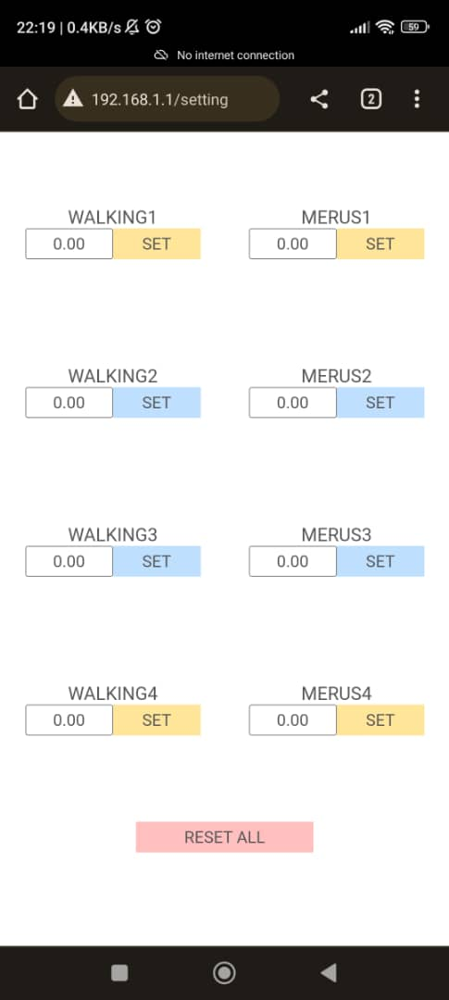 22:19 | 0.4KB/s 59
No internet connection
192.168.1.1/setting 2
WALKING1 MERUS1
0.00 SET 0.00 SET
WALKING2 MERUS2
0.00 SET 0.00 SET
WALKING3 MERUS3
0.00 SET 0.00 SET
WALKING4 MERUS4
0.00 SET 0.00 SET
RESET ALL